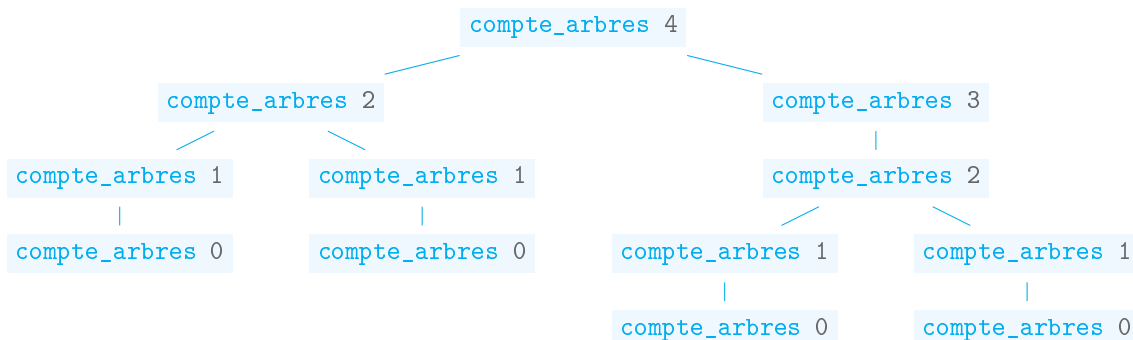 compte_arbres 4
compte_arbres 2 compte_arbres 3
compte_arbres 1 compte_arbres 1 compte_arbres 2
compte_arbres 0 compte_arbres 0 compte_arbres 1 compte_arbres 1
compte_arbres 0 compte_arbres 0